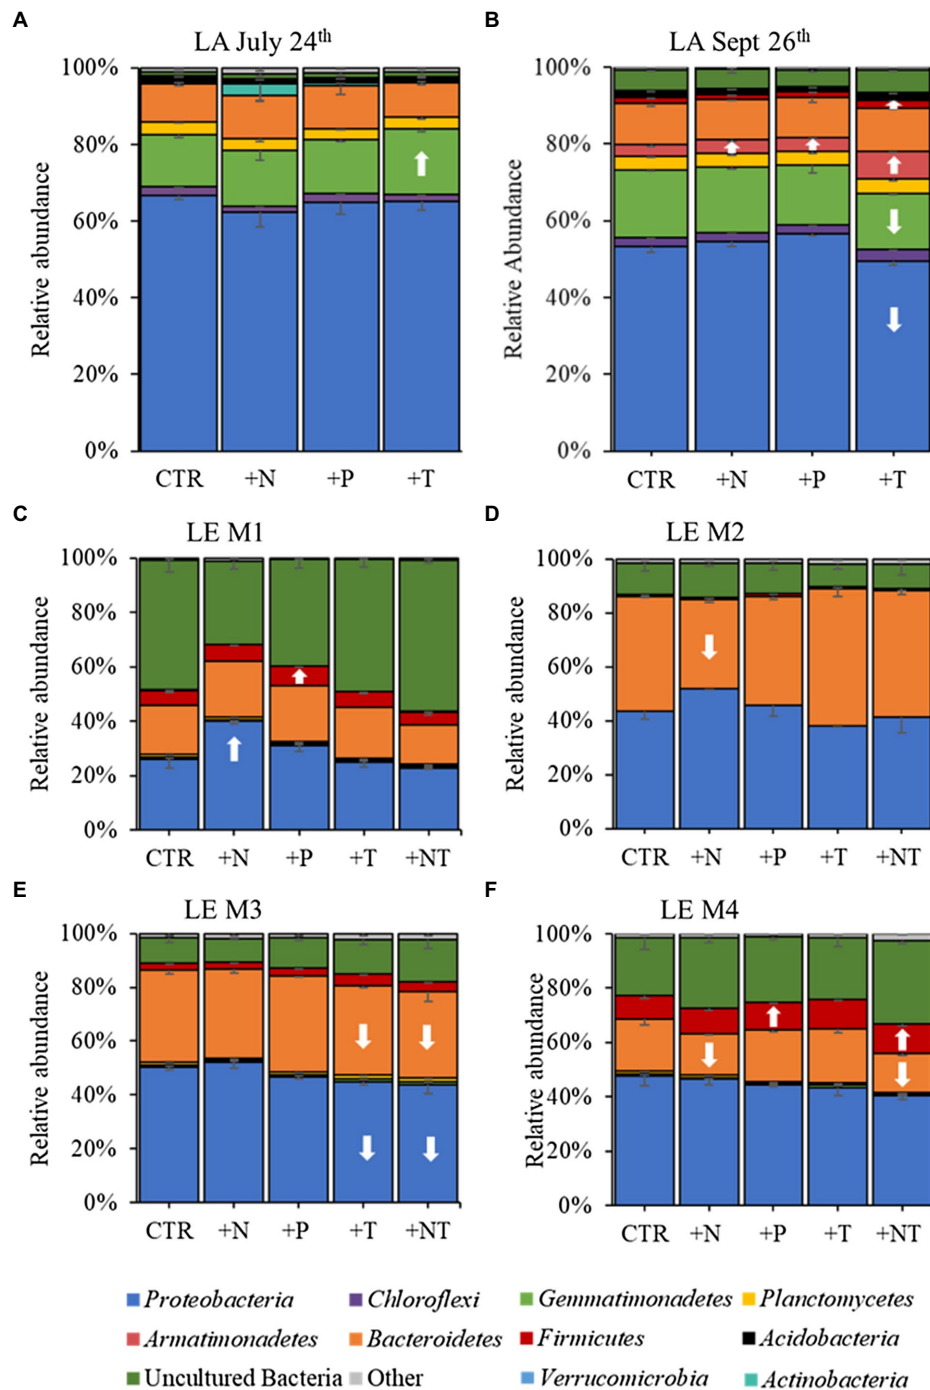 A
LA July 24th
Relative abundance
100%
80%
60%
40%
20%
0%
CTR +N +P +T
B
LA Sept 26th
Relative Abundance
100%
80%
60%
40%
20%
0%
CTR +N +P +T
C
LE M1
Relative abundance
100%
80%
60%
40%
20%
0%
CTR +N +P +T +NT
D
LE M2
Relative abundance
100%
80%
60%
40%
20%
0%
CTR +N +P +T +NT
E
LE M3
Relative abundance
100%
80%
60%
40%
20%
0%
CTR +N +P +T +NT
F
LE M4
Relative abundance
100%
80%
60%
40%
20%
0%
CTR +N +P +T +NT
Proteobacteria Chloroflexi Gemmatimonadetes Planctomycetes
Armatimonadetes Bacteroidetes Firmicutes Acidobacteria
Uncultured Bacteria Other Verrucomicrobia Actinobacteria